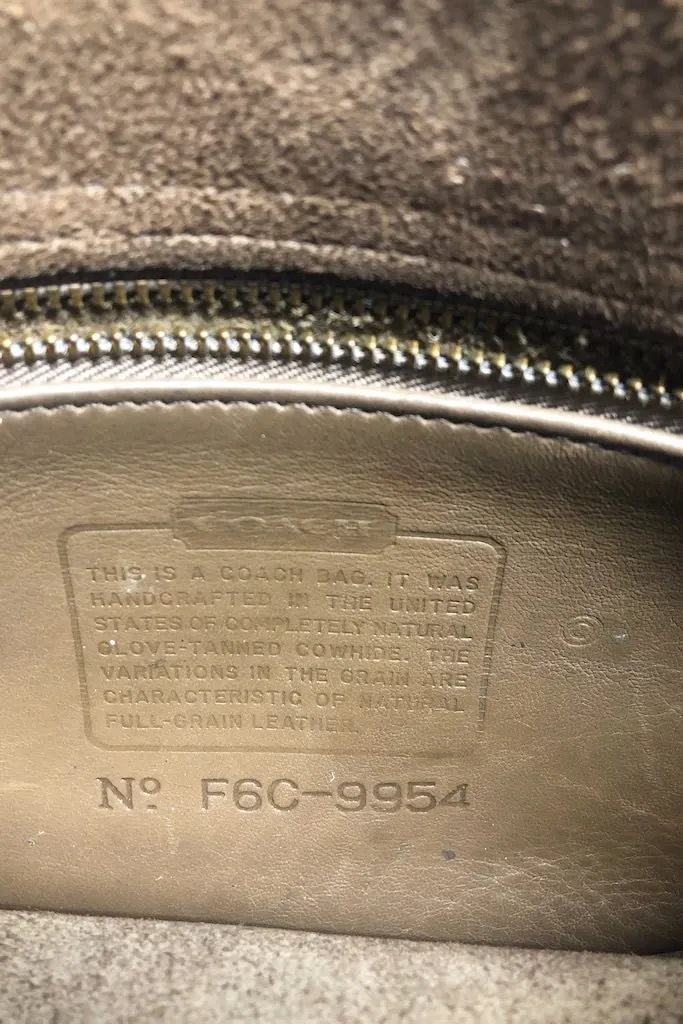 COACH
THIS IS A COACH BAG. IT WAS
HANDCRAFTED IN THE UNITED
STATES OF COMPLETELY NATURAL
GLOVE-TANNED COWHIDE. THE
VARIATIONS IN THE GRAIN ARE
CHARACTERISTIC OF NATURAL
FULL-GRAIN LEATHER.
Nº F6C-9954